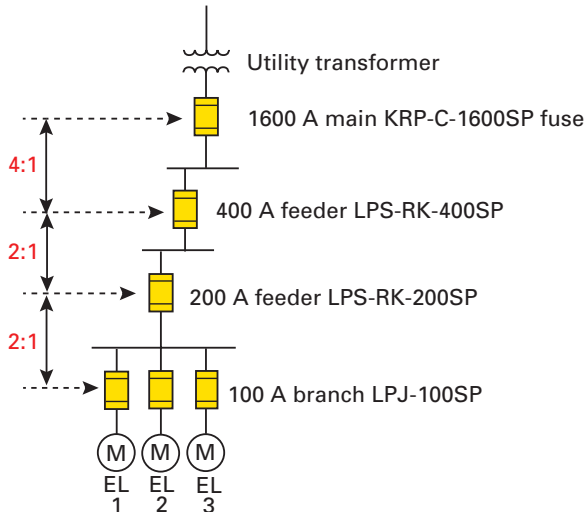 Utility transformer
1600 A main KRP-C-1600SP fuse
4:1
400 A feeder LPS-RK-400SP
2:1
200 A feeder LPS-RK-200SP
2:1
100 A branch LPJ-100SP
M M M
EL EL EL
1 2 3